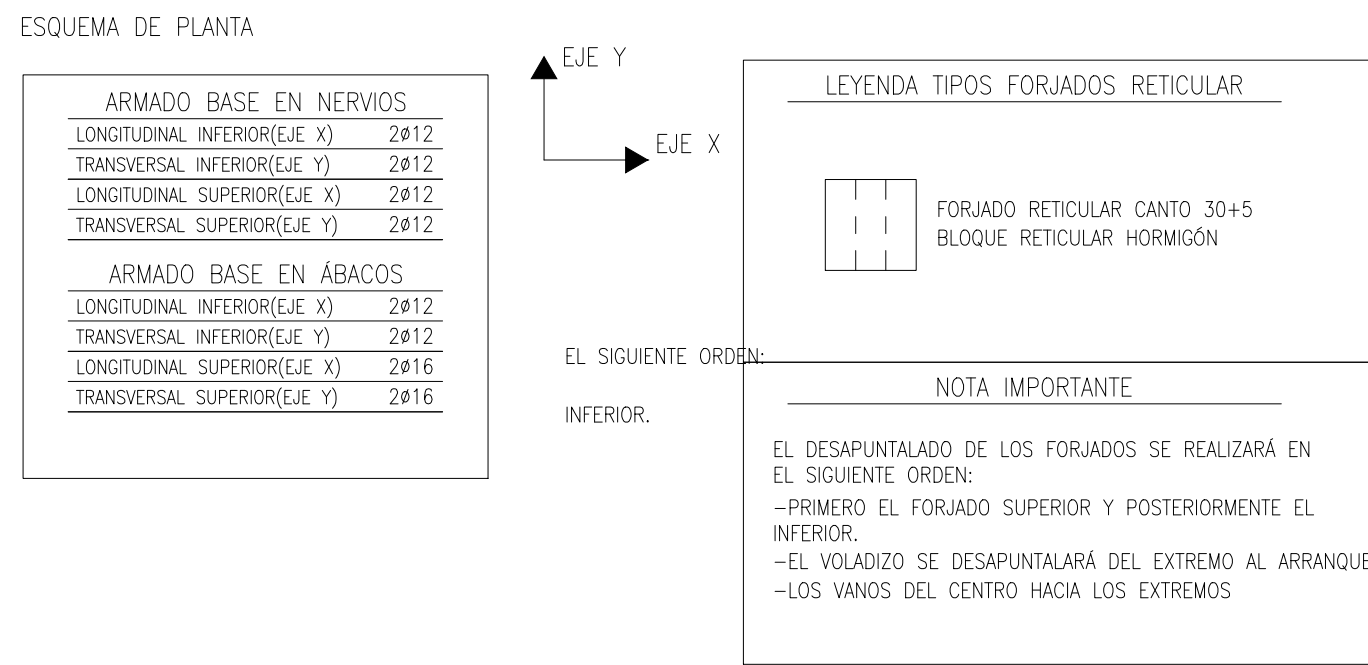 ESQUEMA DE PLANTA
ARMADO BASE EN NERVIOS
LONGITUDINAL INFERIOR(EJE X) 2ø12
TRANSVERSAL INFERIOR(EJE Y) 2ø12
LONGITUDINAL SUPERIOR(EJE X) 2ø12
TRANSVERSAL SUPERIOR(EJE Y) 2ø12
ARMADO BASE EN ÁBACOS
LONGITUDINAL INFERIOR(EJE X) 2ø12
TRANSVERSAL INFERIOR(EJE Y) 2ø12
LONGITUDINAL SUPERIOR(EJE X) 2ø16
TRANSVERSAL SUPERIOR(EJE Y) 2ø16
EJE Y
EJE X
EL SIGUIENTE ORDEN:
INFERIOR.
LEYENDA TIPOS FORJADOS RETICULAR
FORJADO RETICULAR CANTO 30+5
BLOQUE RETICULAR HORMIGÓN
NOTA IMPORTANTE
EL DESAPUNTALADO DE LOS FORJADOS SE REALIZARÁ EN
EL SIGUIENTE ORDEN:
-PRIMERO EL FORJADO SUPERIOR Y POSTERIORMENTE EL
INFERIOR.
-EL VOLADIZO SE DESAPUNTALARÁ DEL EXTREMO AL ARRANQUE
-LOS VANOS DEL CENTRO HACIA LOS EXTREMOS